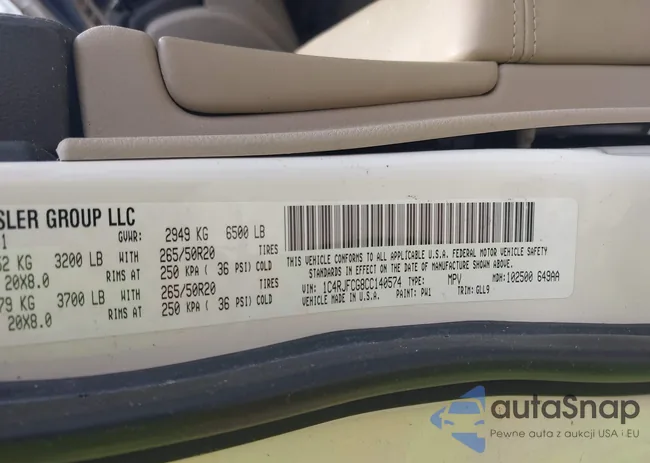 SLER GROUP LLC
1 GVWR: 2949 KG 6500 LB
52 KG 3200 LB WITH 265/50R20 TIRES
20X8.0 RIMS AT 250 KPA ( 36 PSI) COLD
79 KG 3700 LB WITH 265/50R20 TIRES
20X8.0 RIMS AT 250 KPA ( 36 PSI) COLD
THIS VEHICLE CONFORMS TO ALL APPLICABLE U.S.A. FEDERAL MOTOR VEHICLE SAFETY
STANDARDS IN EFFECT ON THE DATE OF MANUFACTURE SHOWN ABOVE.
VIN: 1C4RJFCG8CC140574 TYPE: MPV MDH: 102500 649AA
VEHICLE MADE IN U.S.A. PAINT: PW1 TRIM: GLL9
autaSnap
Pewne auta z aukcji USA i EU